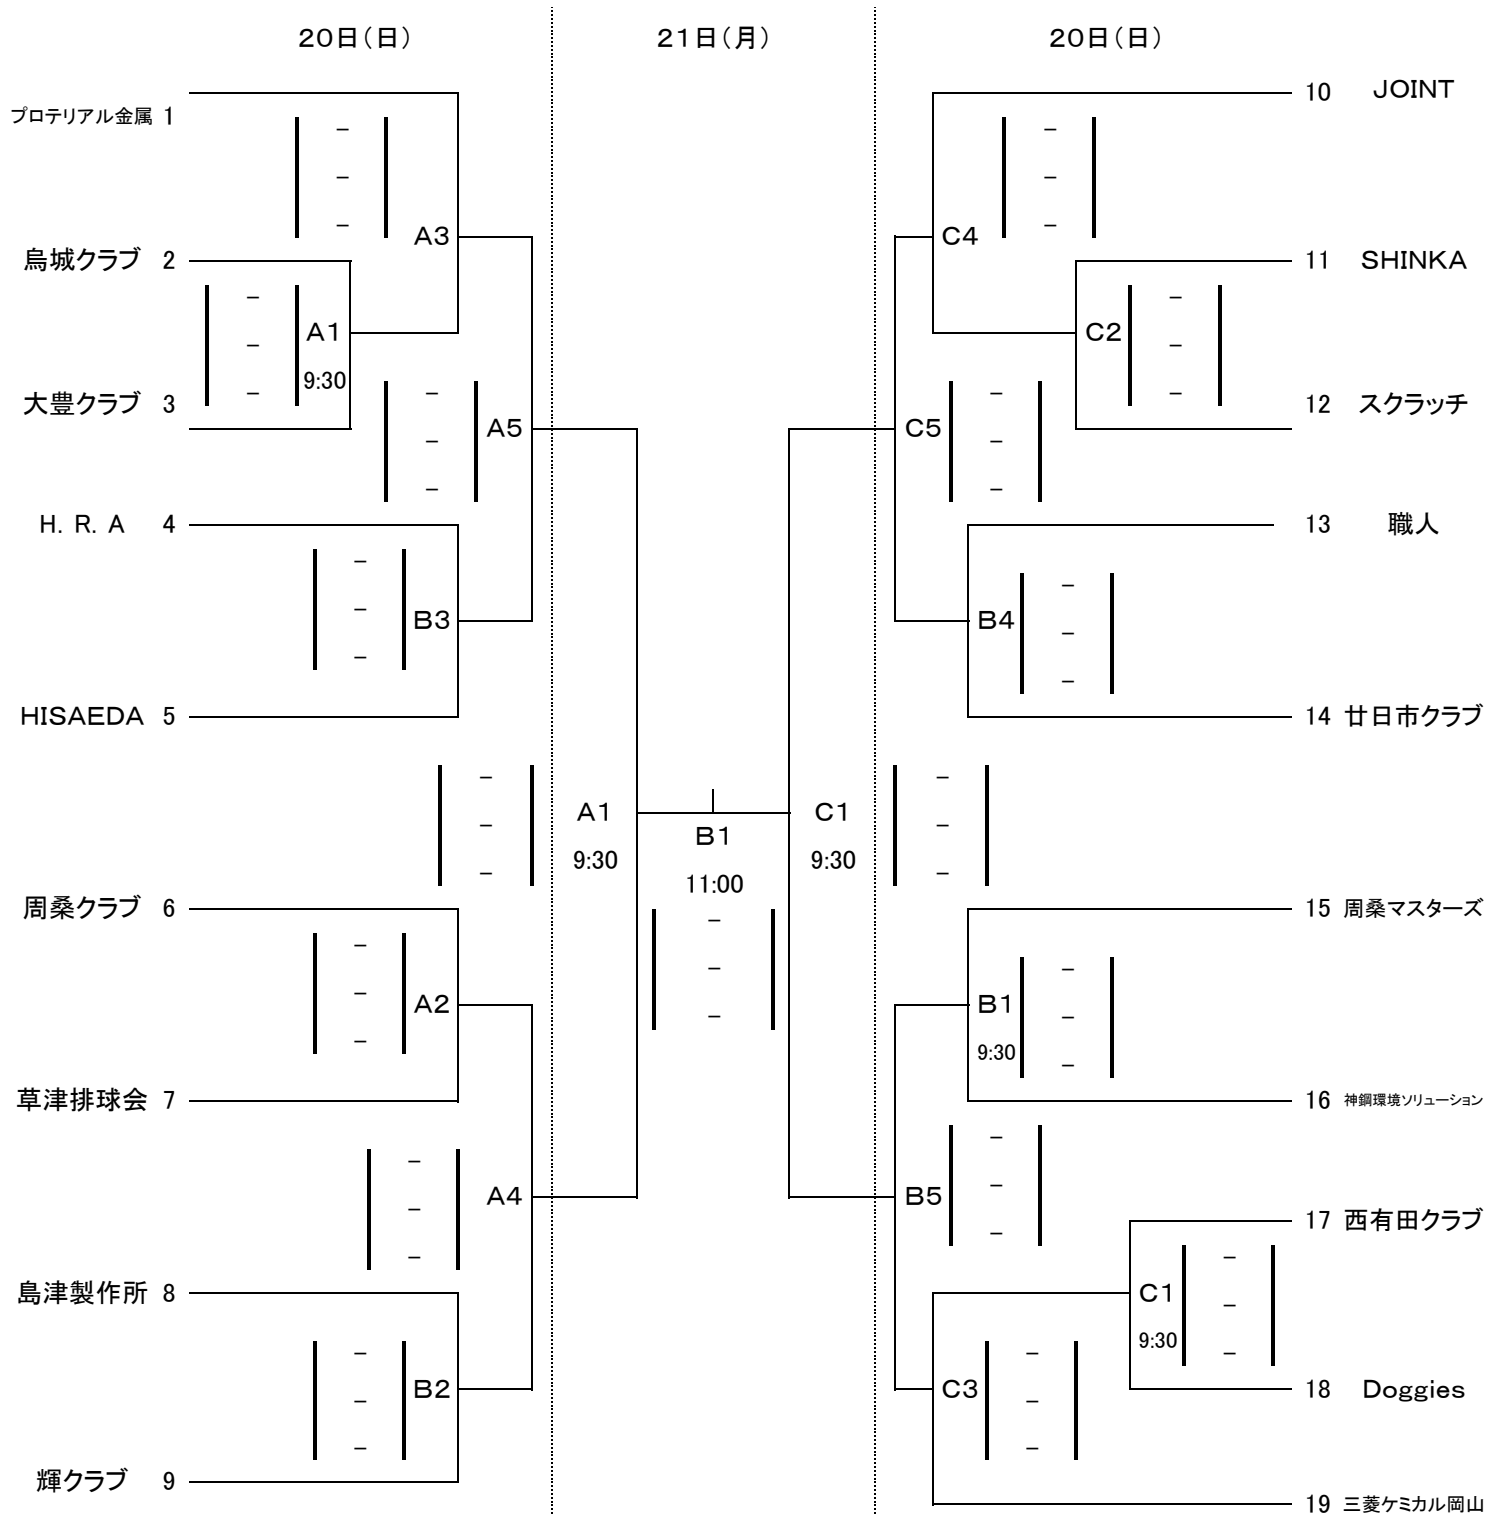 20日(日) 21日(月) 20日(日)
プロテリアル金属 1
10 JOINT
-
-
-
A3
-
-
-
C4
烏城クラブ 2
11 SHINKA
-
-
-
A1
9:30
-
-
-
C2
大豊クラブ 3
12 スクラッチ
-
-
-
A5
-
-
-
C5
H. R. A 4
13 職人
-
-
-
B3
-
-
-
B4
HISAEDA 5
14 廿日市クラブ
-
-
-
A1
9:30
B1
11:00
-
-
-
C1
9:30
-
-
-
周桑クラブ 6
15 周桑マスターズ
-
-
-
A2
B1
9:30
-
-
-
草津排球会 7
16 神鋼環境ソリューション
-
-
-
A4
B5
-
-
-
17 西有田クラブ
島津製作所 8
C1
9:30
-
-
-
-
-
-
B2
C3
-
-
-
18 Doggies
輝クラブ 9
19 三菱ケミカル岡山